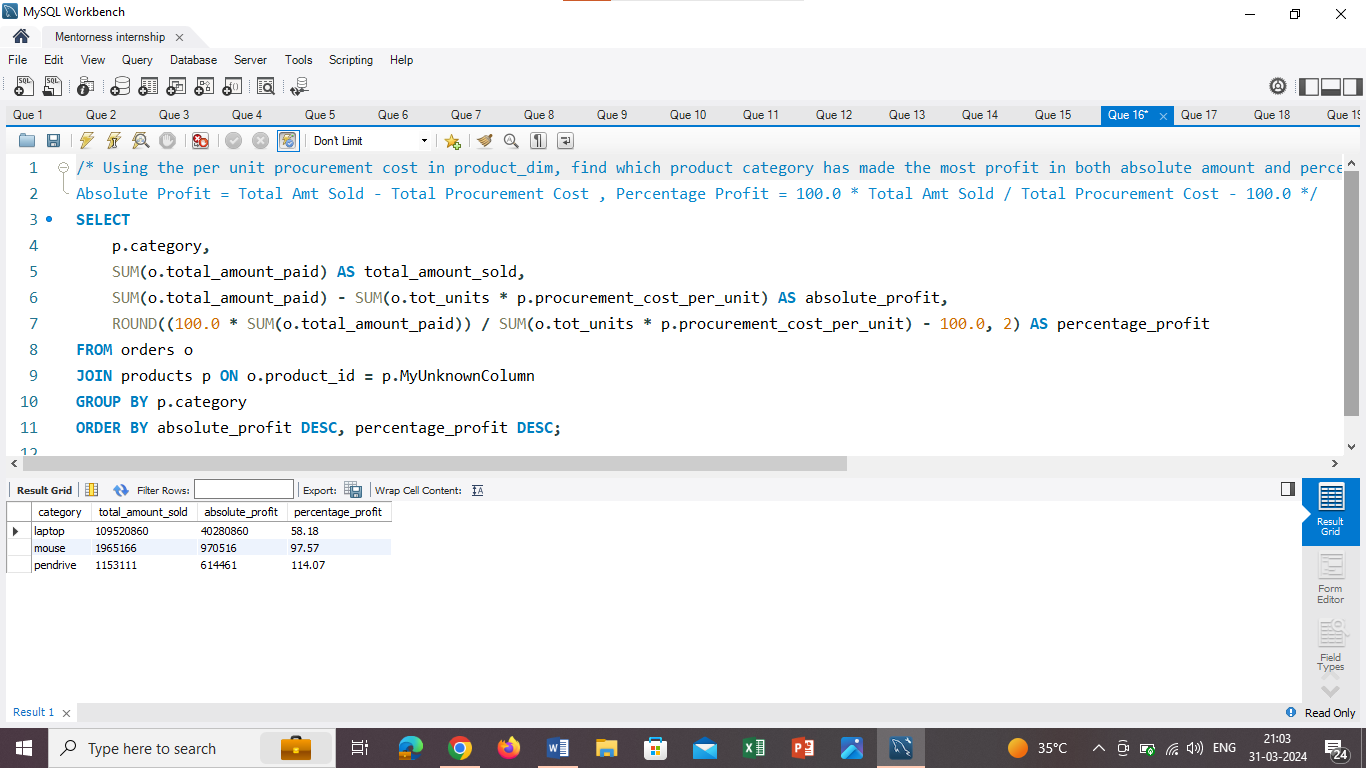 MySQL Workbench
Mentorness internship
File Edit View Query Database Server Tools Scripting Help
Que 1 Que 2 Que 3 Que 4 Que 5 Que 6 Que 7 Que 8 Que 9 Que 10 Que 11 Que 12 Que 13 Que 14 Que 15 Que 16* Que 17 Que 18 Que 19
Don't Limit
1 /* Using the per unit procurement cost in product_dim, find which product category has made the most profit in both absolute amount and perce
2 Absolute Profit = Total Amt Sold - Total Procurement Cost , Percentage Profit = 100.0 * Total Amt Sold / Total Procurement Cost - 100.0 */
3 SELECT
4 p.category,
5 SUM(o.total_amount_paid) AS total_amount_sold,
6 SUM(o.total_amount_paid) - SUM(o.tot_units * p.procurement_cost_per_unit) AS absolute_profit,
7 ROUND((100.0 * SUM(o.total_amount_paid)) / SUM(o.tot_units * p.procurement_cost_per_unit) - 100.0, 2) AS percentage_profit
8 FROM orders o
9 JOIN products p ON o.product_id = p.MyUnknownColumn
10 GROUP BY p.category
11 ORDER BY absolute_profit DESC, percentage_profit DESC;
12
Result Grid Filter Rows: Export: Wrap Cell Content:
category total_amount_sold absolute_profit percentage_profit
laptop 109520860 40280860 58.18
mouse 1965166 970516 97.57
pendrive 1153111 614461 114.07
Result
Grid
Form
Editor
Field
Types
Result 1 Read Only
Type here to search
35°C ENG
21:03
31-03-2024
24